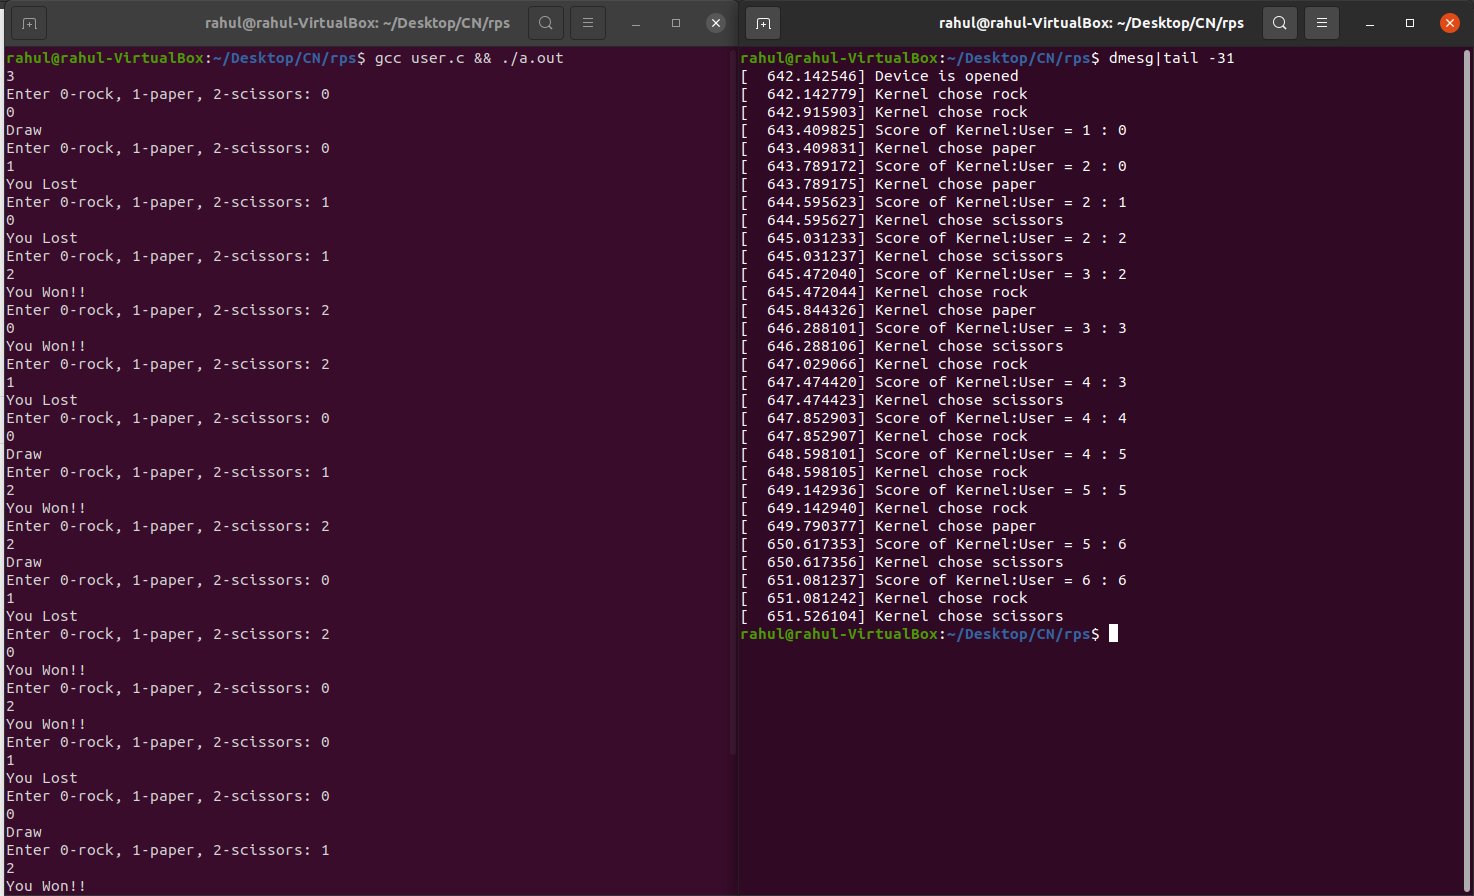 rahul@rahul-VirtualBox: ~/Desktop/CN/rps
rahul@rahul-VirtualBox:~/Desktop/CN/rps$ gcc user.c && ./a.out
3
Enter 0-rock, 1-paper, 2-scissors: 0
0
Draw
Enter 0-rock, 1-paper, 2-scissors: 0
1
You Lost
Enter 0-rock, 1-paper, 2-scissors: 1
0
You Lost
Enter 0-rock, 1-paper, 2-scissors: 1
2
You Won!!
Enter 0-rock, 1-paper, 2-scissors: 2
0
You Won!!
Enter 0-rock, 1-paper, 2-scissors: 2
1
You Lost
Enter 0-rock, 1-paper, 2-scissors: 0
0
Draw
Enter 0-rock, 1-paper, 2-scissors: 1
2
You Won!!
Enter 0-rock, 1-paper, 2-scissors: 2
2
Draw
Enter 0-rock, 1-paper, 2-scissors: 0
1
You Lost
Enter 0-rock, 1-paper, 2-scissors: 2
0
You Won!!
Enter 0-rock, 1-paper, 2-scissors: 0
2
You Won!!
Enter 0-rock, 1-paper, 2-scissors: 0
1
You Lost
Enter 0-rock, 1-paper, 2-scissors: 0
0
Draw
Enter 0-rock, 1-paper, 2-scissors: 1
2
You Won!!
rahul@rahul-VirtualBox: ~/Desktop/CN/rps
rahul@rahul-VirtualBox:~/Desktop/CN/rps$ dmesg|tail -31
[  642.142546] Device is opened
[  642.142779] Kernel chose rock
[  642.915903] Kernel chose rock
[  643.409825] Score of Kernel:User = 1 : 0
[  643.409831] Kernel chose paper
[  643.789172] Score of Kernel:User = 2 : 0
[  643.789175] Kernel chose paper
[  644.595623] Score of Kernel:User = 2 : 1
[  644.595627] Kernel chose scissors
[  645.031233] Score of Kernel:User = 2 : 2
[  645.031237] Kernel chose scissors
[  645.472040] Score of Kernel:User = 3 : 2
[  645.472044] Kernel chose rock
[  645.844326] Kernel chose paper
[  646.288101] Score of Kernel:User = 3 : 3
[  646.288106] Kernel chose scissors
[  647.029066] Kernel chose rock
[  647.474420] Score of Kernel:User = 4 : 3
[  647.474423] Kernel chose scissors
[  647.852903] Score of Kernel:User = 4 : 4
[  647.852907] Kernel chose rock
[  648.598101] Score of Kernel:User = 4 : 5
[  648.598105] Kernel chose rock
[  649.142936] Score of Kernel:User = 5 : 5
[  649.142940] Kernel chose rock
[  649.790377] Kernel chose paper
[  650.617353] Score of Kernel:User = 5 : 6
[  650.617356] Kernel chose scissors
[  651.081237] Score of Kernel:User = 6 : 6
[  651.081242] Kernel chose rock
[  651.526104] Kernel chose scissors
rahul@rahul-VirtualBox:~/Desktop/CN/rps$